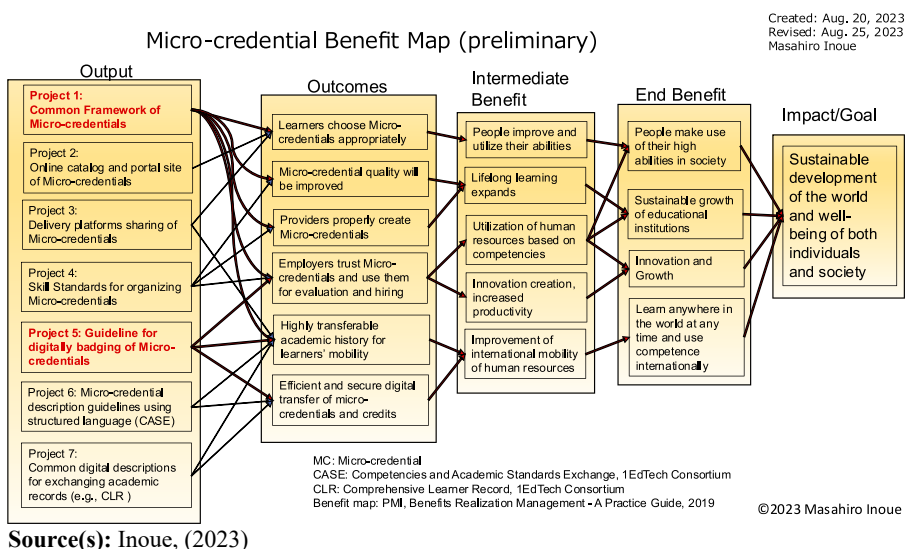 Created: Aug. 20, 2023
Revised: Aug. 25, 2023
Masahiro Inoue
Micro-credential Benefit Map (preliminary)
Output
Project 1:
Common Framework of
Micro-credentials
Project 2:
Online catalog and portal site
of Micro-credentials
Project 3:
Delivery platforms sharing of
Micro-credentials
Project 4:
Skill Standards for organizing
Micro-credentials
Project 5: Guideline for
digitally badging of Micro-
credentials
Project 6: Micro-credential
description guidelines using
structured language (CASE)
Project 7:
Common digital descriptions
for exchanging academic
records (e.g., CLR )
Outcomes
Learners choose Micro-
credentials appropriately
Micro-credential quality will
be improved
Providers properly create
Micro-credentials
Employers trust Micro-
credentials and use them
for evaluation and hiring
Highly transferable
academic history for
learners' mobility
Efficient and secure digital
transfer of micro-
credentials and credits
Intermediate
Benefit
People improve and
utilize their abilities
Lifelong learning
expands
Utilization of human
resources based on
competencies
Innovation creation,
increased
productivity
Improvement of
international mobility
of human resources
End Benefit
People make use
of their high
abilities in society
Sustainable growth
of educational
institutions
Innovation and
Growth
Learn anywhere in
the world at any
time and use
competence
internationally
Impact/Goal
Sustainable
development
of the world
and well-
being of both
individuals
and society
MC: Micro-credential
CASE: Competencies and Academic Standards Exchange, 1EdTech Consortium
CLR: Comprehensive Learner Record, 1EdTech Consortium
Benefit map: PMI, Benefits Realization Management - A Practice Guide, 2019
©2023 Masahiro Inoue
Source(s): Inoue, (2023)